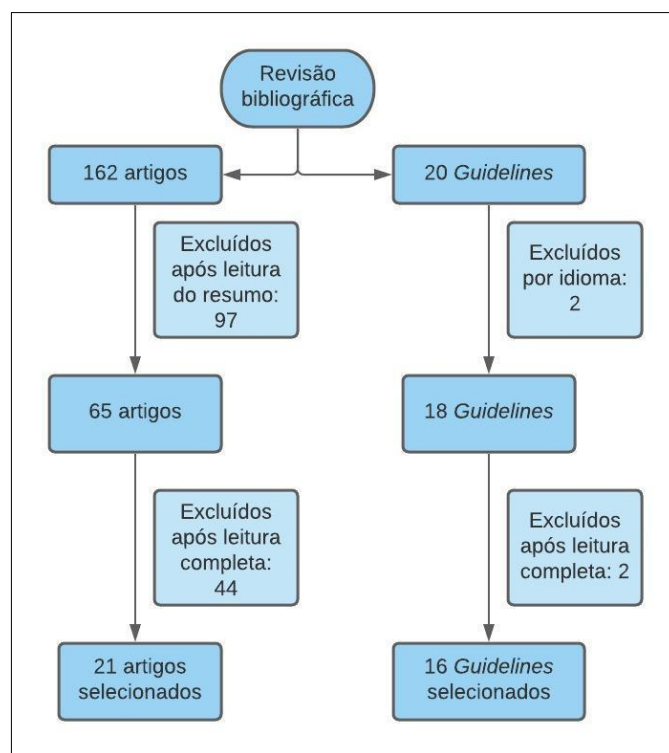 Revisão
bibliográfica
162 artigos
20 Guidelines
Excluídos
após leitura
do resumo:
97
Excluídos
por idioma:
2
65 artigos
18 Guidelines
Excluídos
após leitura
completa:
44
Excluídos
após leitura
completa: 2
21 artigos
selecionados
16 Guidelines
selecionados